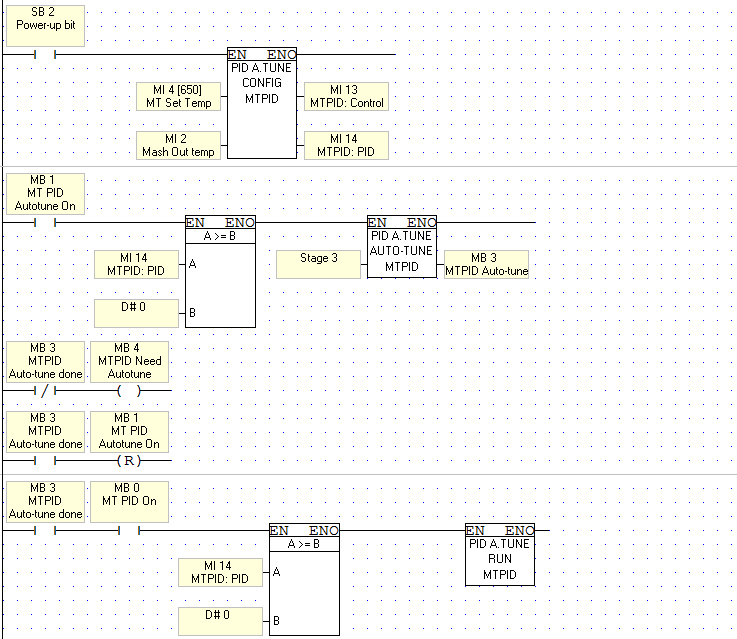 SB 2
Power-up bit
EN ENO
PID A.TUNE
CONFIG
MTPID
MI 4 [650]
MT Set Temp
MI 13
MTPID: Control
MI 2
Mash Out temp
MI 14
MTPID: PID
MB 1
MT PID
Autotune On
EN ENO
A >= B
MI 14
MTPID: PID
A
D# 0
B
EN ENO
PID A.TUNE
AUTO-TUNE
MTPID
Stage 3
MB 3
MTPID Auto-tune
MB 3
MTPID
Auto-tune done
MB 4
MTPID Need
Autotune
/
( )
MB 3
MTPID
Auto-tune done
MB 1
MT PID
Autotune On
(R)
MB 3
MTPID
Auto-tune done
MB 0
MT PID On
EN ENO
A >= B
MI 14
MTPID: PID
A
D# 0
B
EN ENO
PID A.TUNE
RUN
MTPID